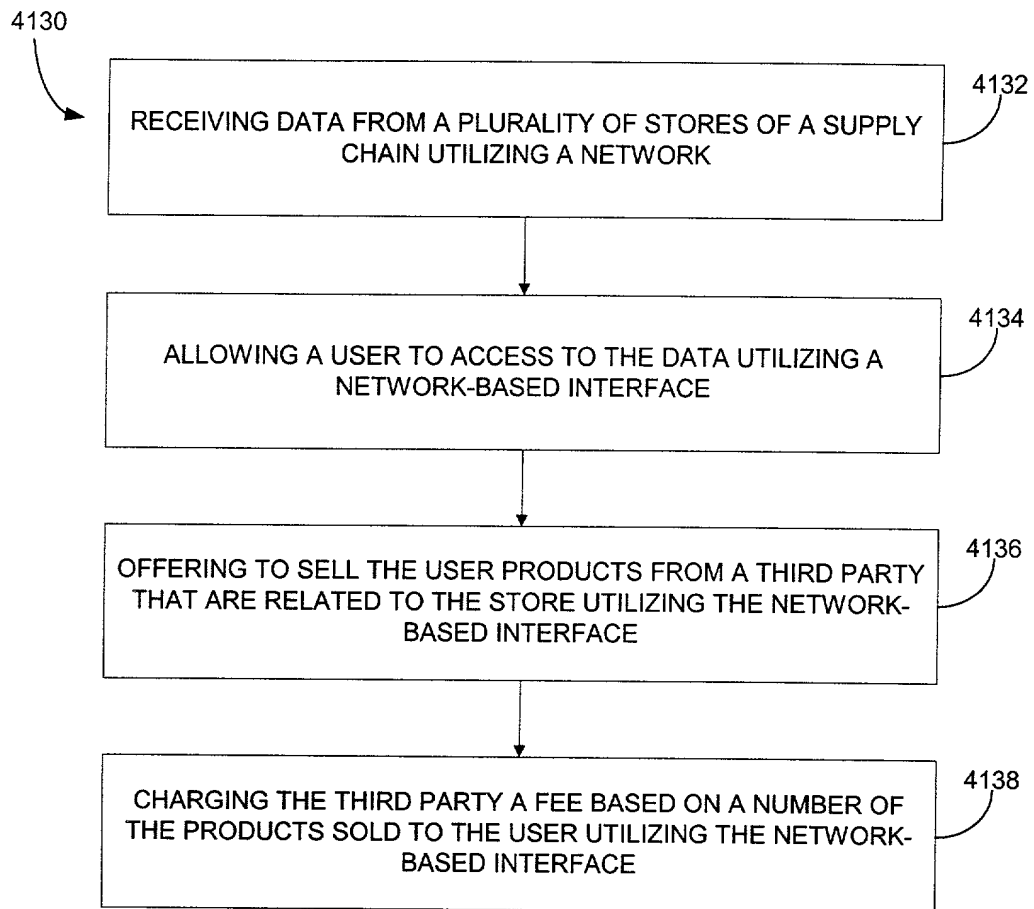 4130
4132
RECEIVING DATA FROM A PLURALITY OF STORES OF A SUPPLY
CHAIN UTILIZING A NETWORK
4134
ALLOWING A USER TO ACCESS TO THE DATA UTILIZING A
NETWORK-BASED INTERFACE
4136
OFFERING TO SELL THE USER PRODUCTS FROM A THIRD PARTY
THAT ARE RELATED TO THE STORE UTILIZING THE NETWORK-
BASED INTERFACE
4138
CHARGING THE THIRD PARTY A FEE BASED ON A NUMBER OF
THE PRODUCTS SOLD TO THE USER UTILIZING THE NETWORK-
BASED INTERFACE